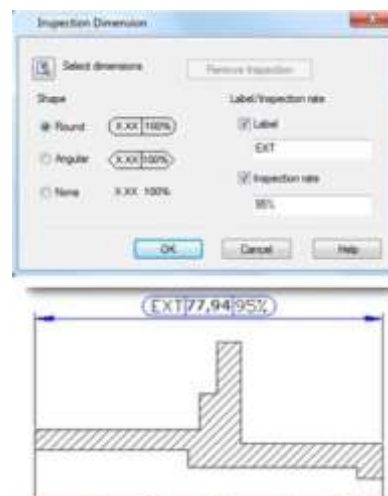 Inspection Dimension
Select dimensions
Remove Inspection
Shape
Label/Inspection rate
Round
X.XX 100%
Label
EXT
Angular
X.XX 100%
Inspection rate
None
X.XX 100%
95%
OK
Cancel
Help
EXT 77,94 95%